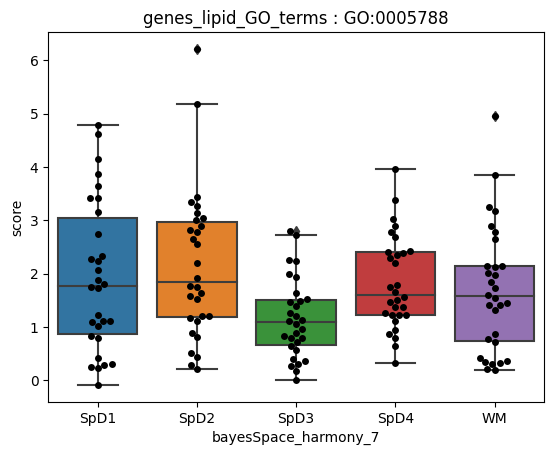 genes_lipid_GO_terms : GO:0005788
6
5
4
3
2
1
0
score
SpD1 SpD2 SpD3 SpD4 WM
bayesSpace_harmony_7